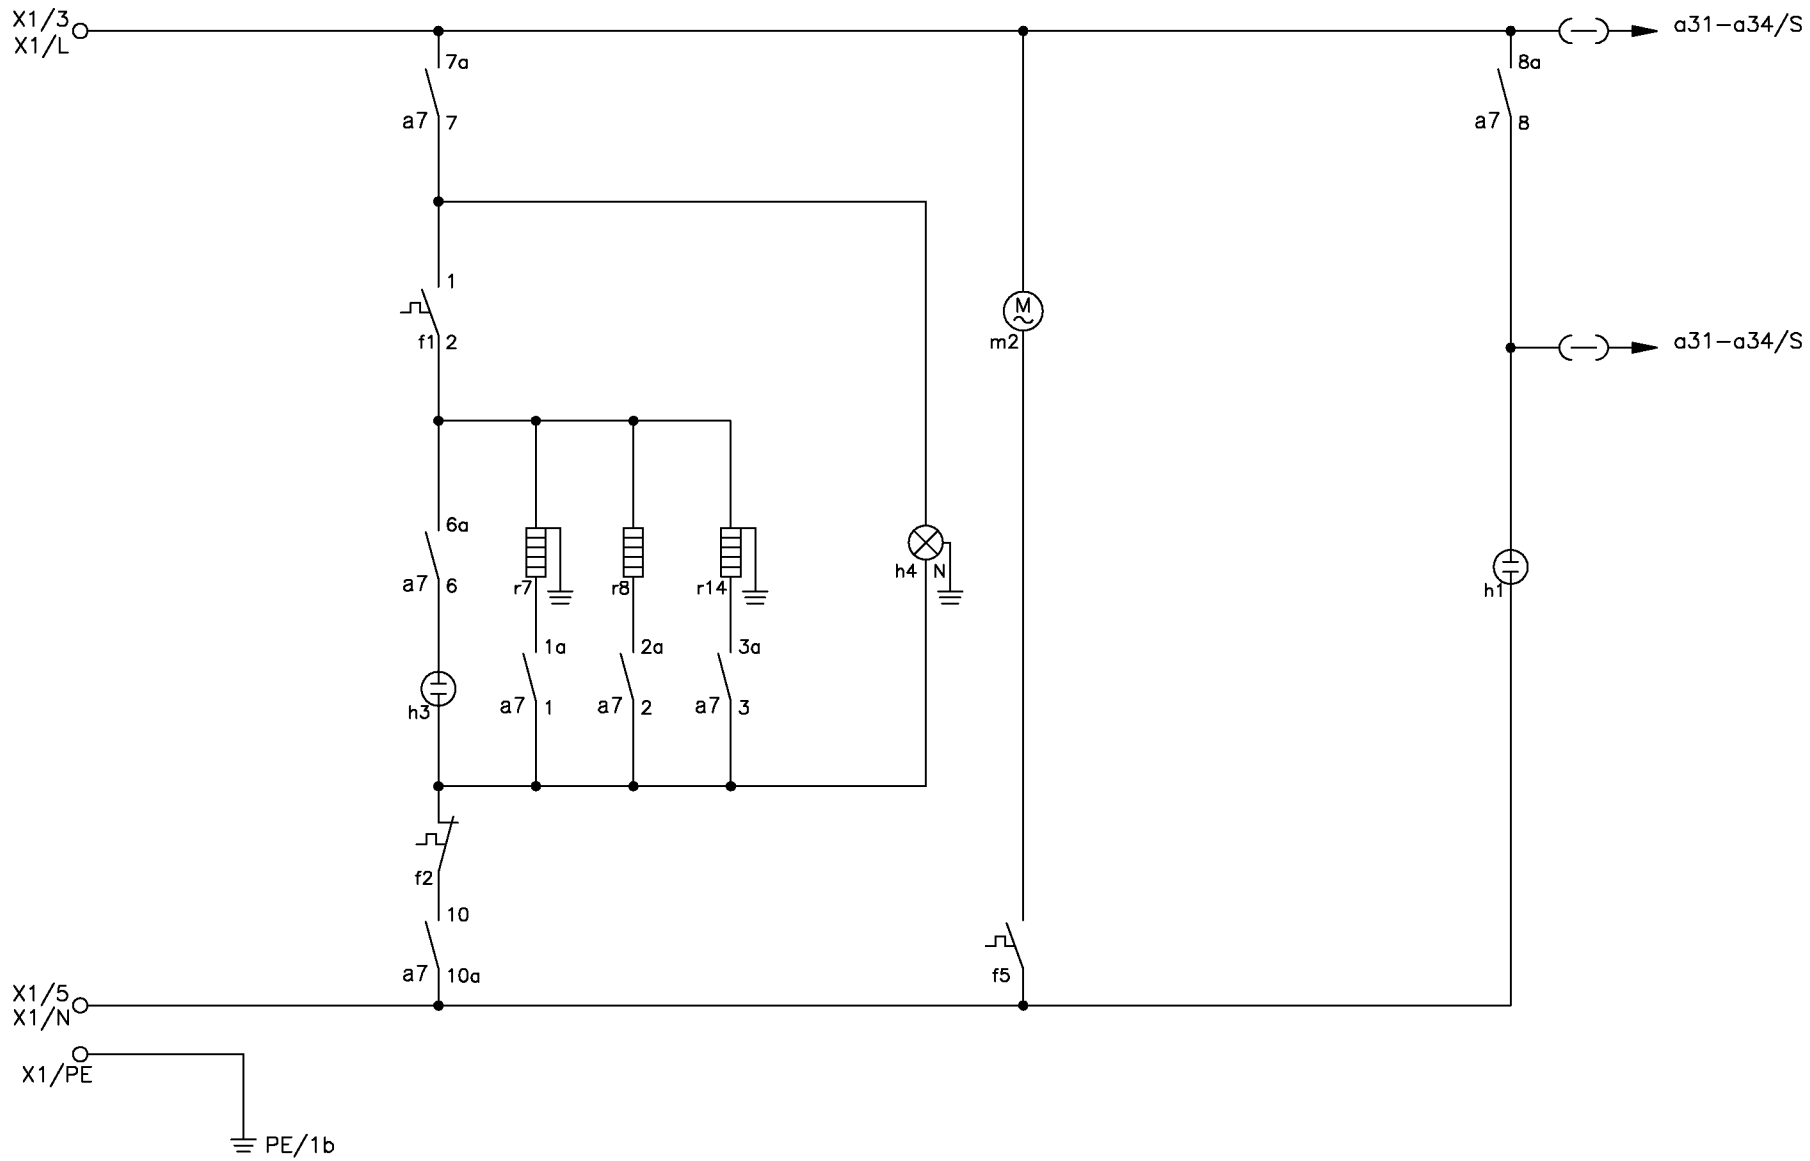 X1/3
X1/L
a31-a34/S
7a
8a
a7 7
a7 8
1
f1 2
M
m2
a31-a34/S
6a
a7 6
r7
r8
r14
h4 N
h1
1a
2a
3a
h3
a7 1
a7 2
a7 3
f2
10
a7 10a
f5
X1/5
X1/N
X1/PE
PE/1b